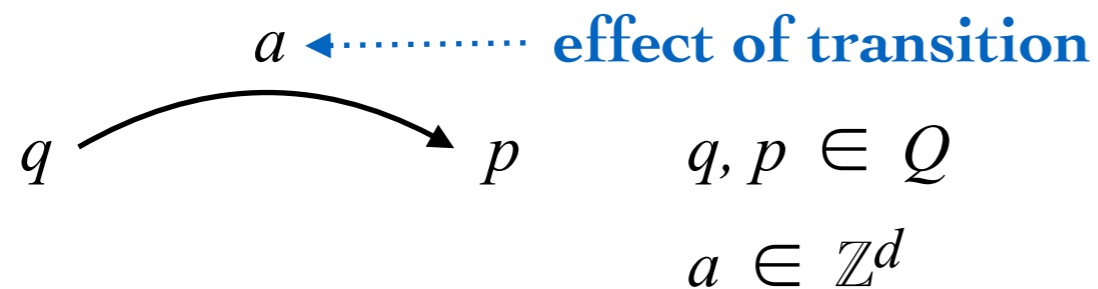 a effect of transition
q p q, p ∈ Q
a ∈ ℤ^d